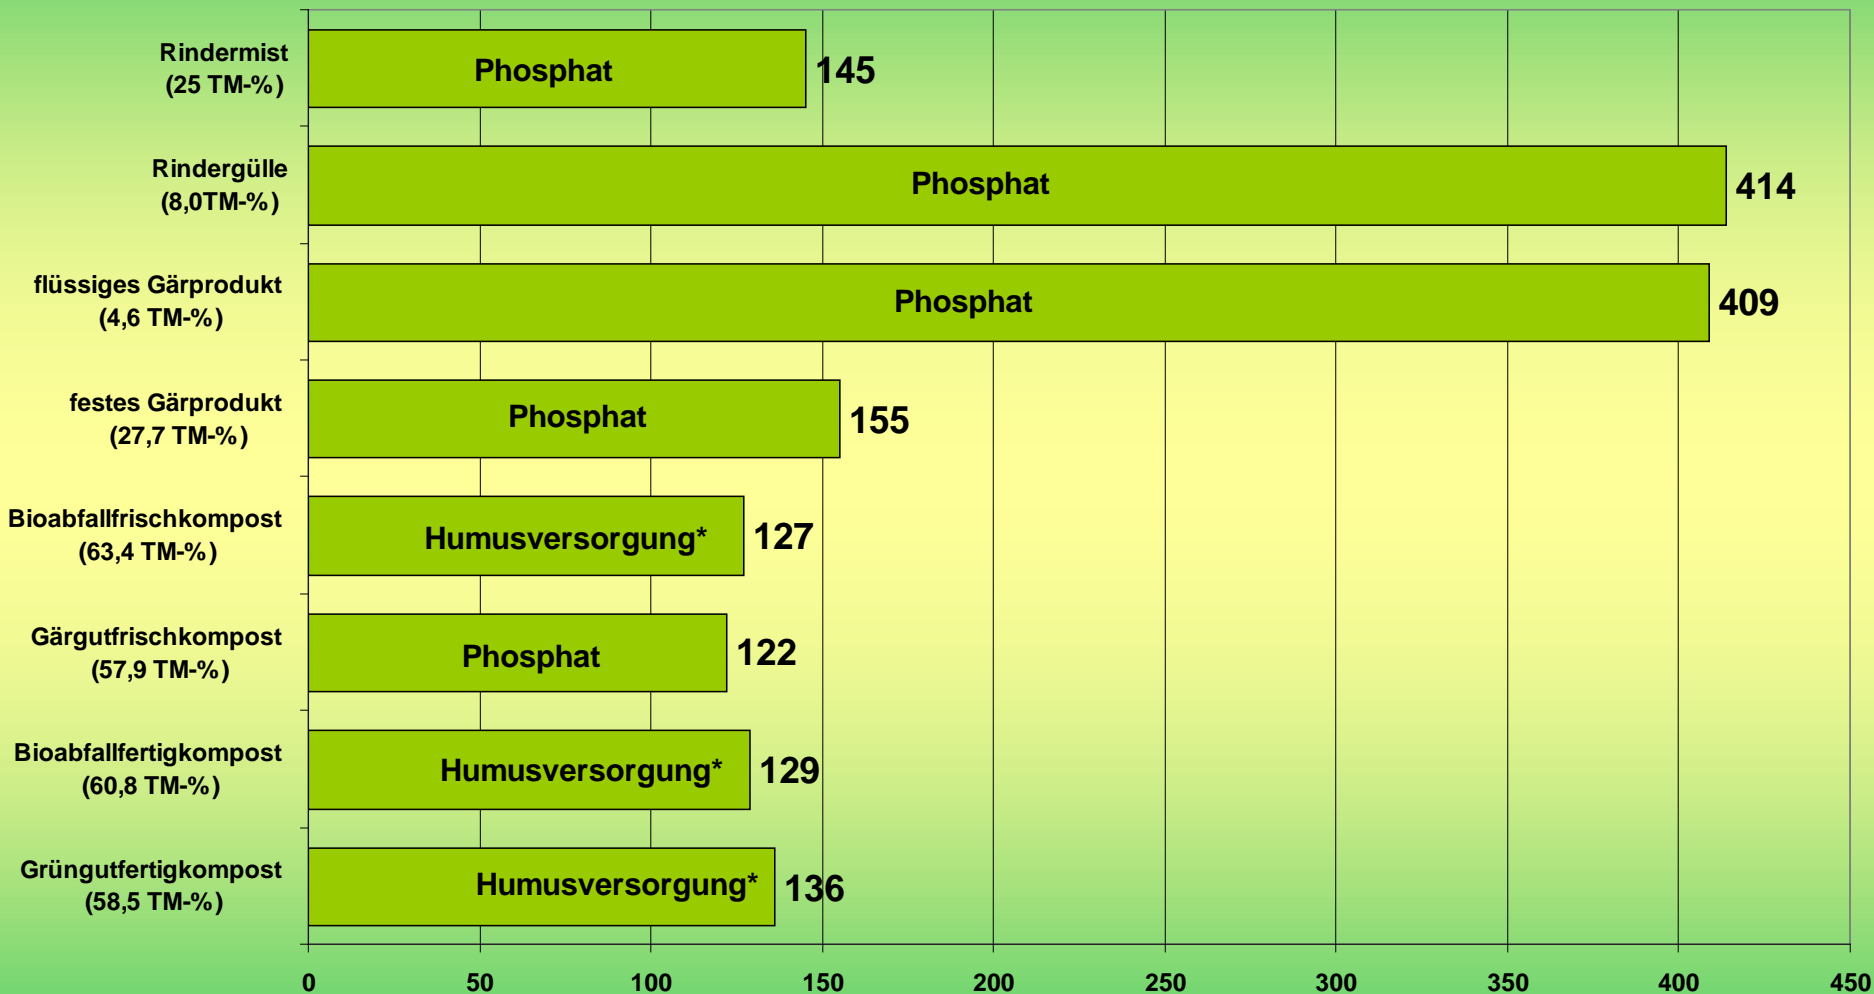 Rindermist
(25 TM-%)
Phosphat
145
Rindergülle
(8,0TM-%)
Phosphat
414
flüssiges Gärprodukt
(4,6 TM-%)
Phosphat
409
festes Gärprodukt
(27,7 TM-%)
Phosphat
155
Bioabfallfrischkompost
(63,4 TM-%)
Humusversorgung*
127
Gärgutfrischkompost
(57,9 TM-%)
Phosphat
122
Bioabfallfertigkompost
(60,8 TM-%)
Humusversorgung*
129
Grüngutfertigkompost
(58,5 TM-%)
Humusversorgung*
136
0 50 100 150 200 250 300 350 400 450